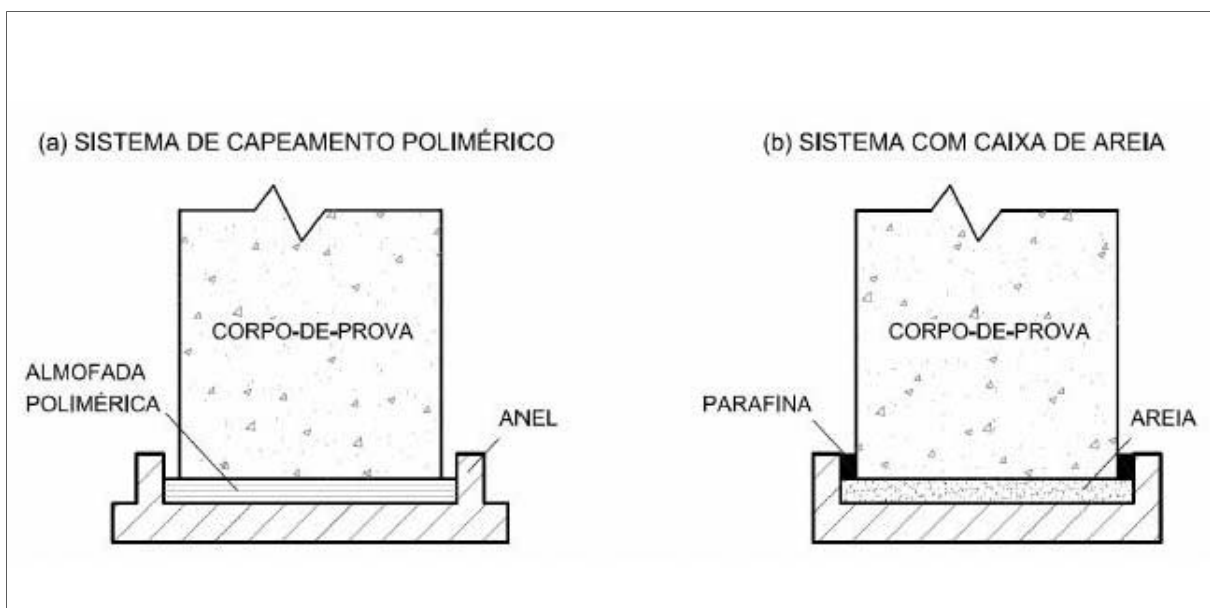 (a) SISTEMA DE CAPEAMENTO POLIMÉRICO
CORPO-DE-PROVA
ALMOFADA
POLIMÉRICA
ANEL
(b) SISTEMA COM CAIXA DE AREIA
CORPO-DE-PROVA
PARAFINA
AREIA